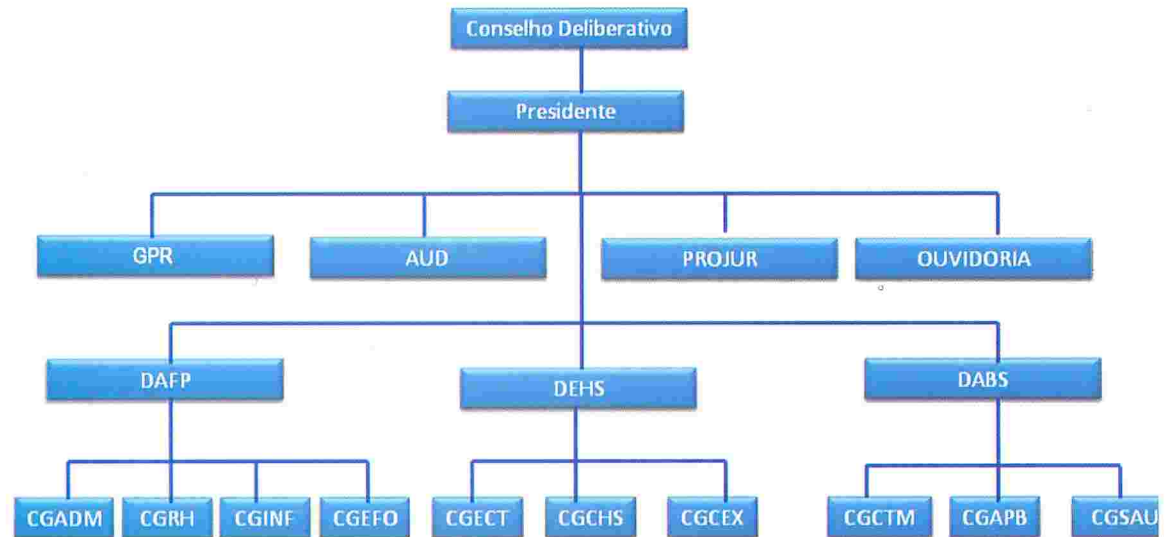 Conselho Deliberativo
Presidente
GPR AUD PROJUR OUVIDORIA
DAFP DEHS DABS
CGADM CGRH CGINF CGEFO CGECT CGCHS CGCEX CGCTM CGAPB CGSAU